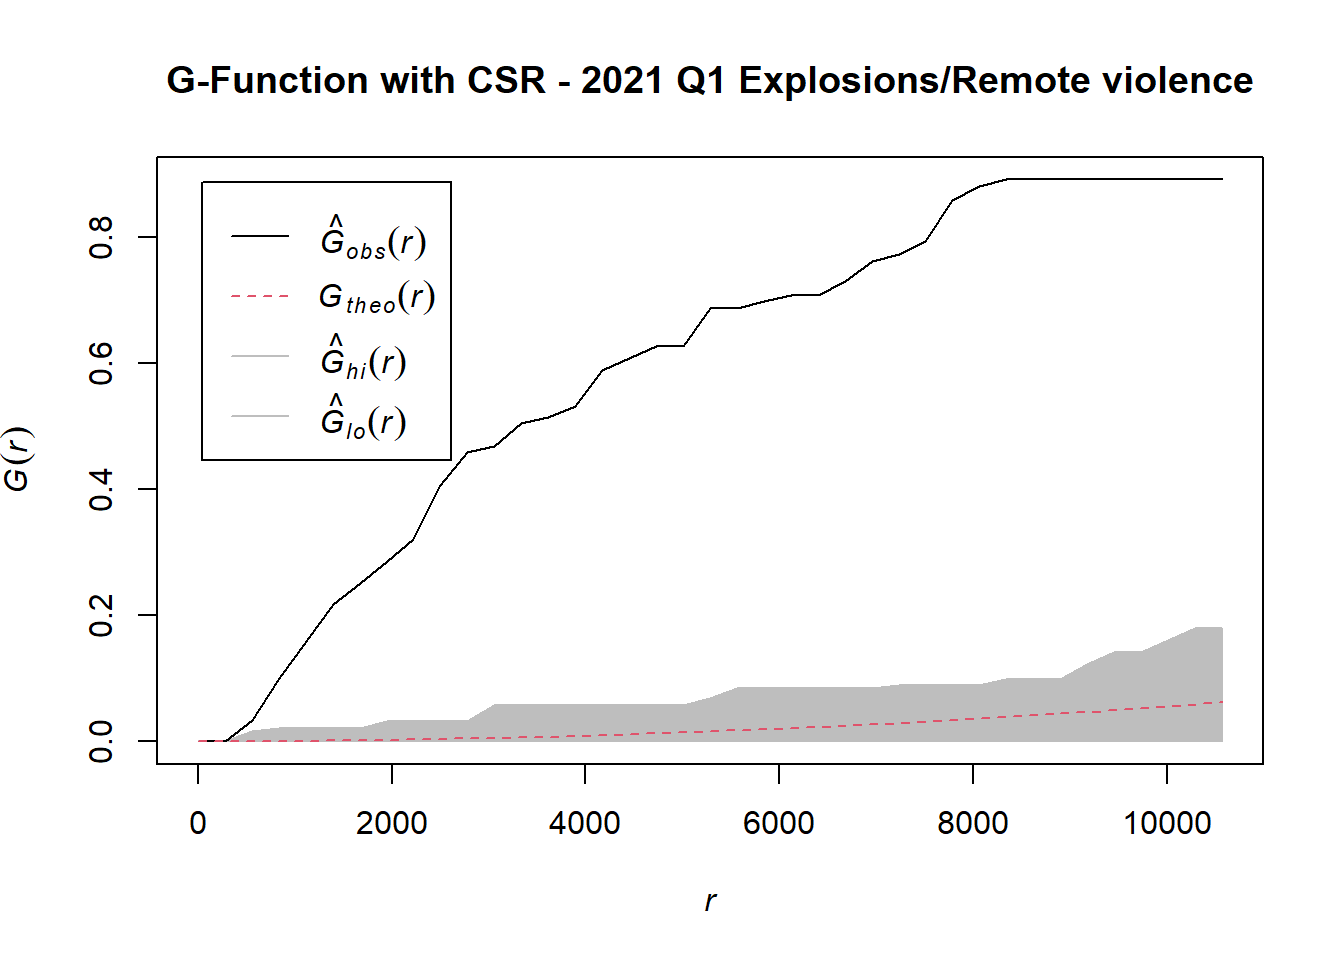 G-Function with CSR - 2021 Q1 Explosions/Remote violence
Ĝobs(r)
Gtheo(r)
Ĝhi(r)
Ĝlo(r)
G(r)
0.8
0.6
0.4
0.2
0.0
0 2000 4000 6000 8000 10000
r